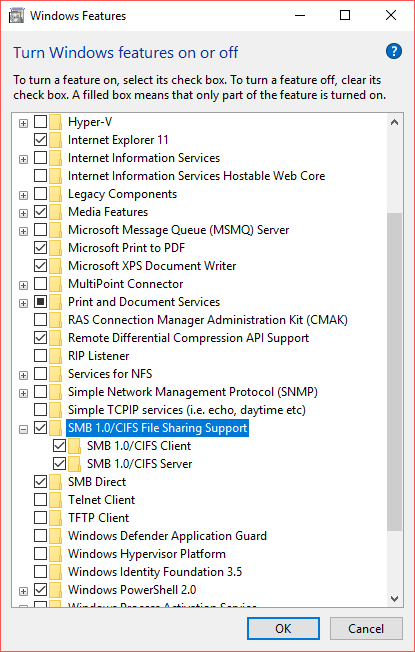 Windows Features
Turn Windows features on or off
?
To turn a feature on, select its check box. To turn a feature off, clear its
check box. A filled box means that only part of the feature is turned on.
Hyper-V
Internet Explorer 11
Internet Information Services
Internet Information Services Hostable Web Core
Legacy Components
Media Features
Microsoft Message Queue (MSMQ) Server
Microsoft Print to PDF
Microsoft XPS Document Writer
MultiPoint Connector
Print and Document Services
RAS Connection Manager Administration Kit (CMAK)
Remote Differential Compression API Support
RIP Listener
Services for NFS
Simple Network Management Protocol (SNMP)
Simple TCPIP services (i.e. echo, daytime etc)
SMB 1.0/CIFS File Sharing Support
SMB 1.0/CIFS Client
SMB 1.0/CIFS Server
SMB Direct
Telnet Client
TFTP Client
Windows Defender Application Guard
Windows Hypervisor Platform
Windows Identity Foundation 3.5
Windows PowerShell 2.0
Windows Process Activation Service
OK
Cancel